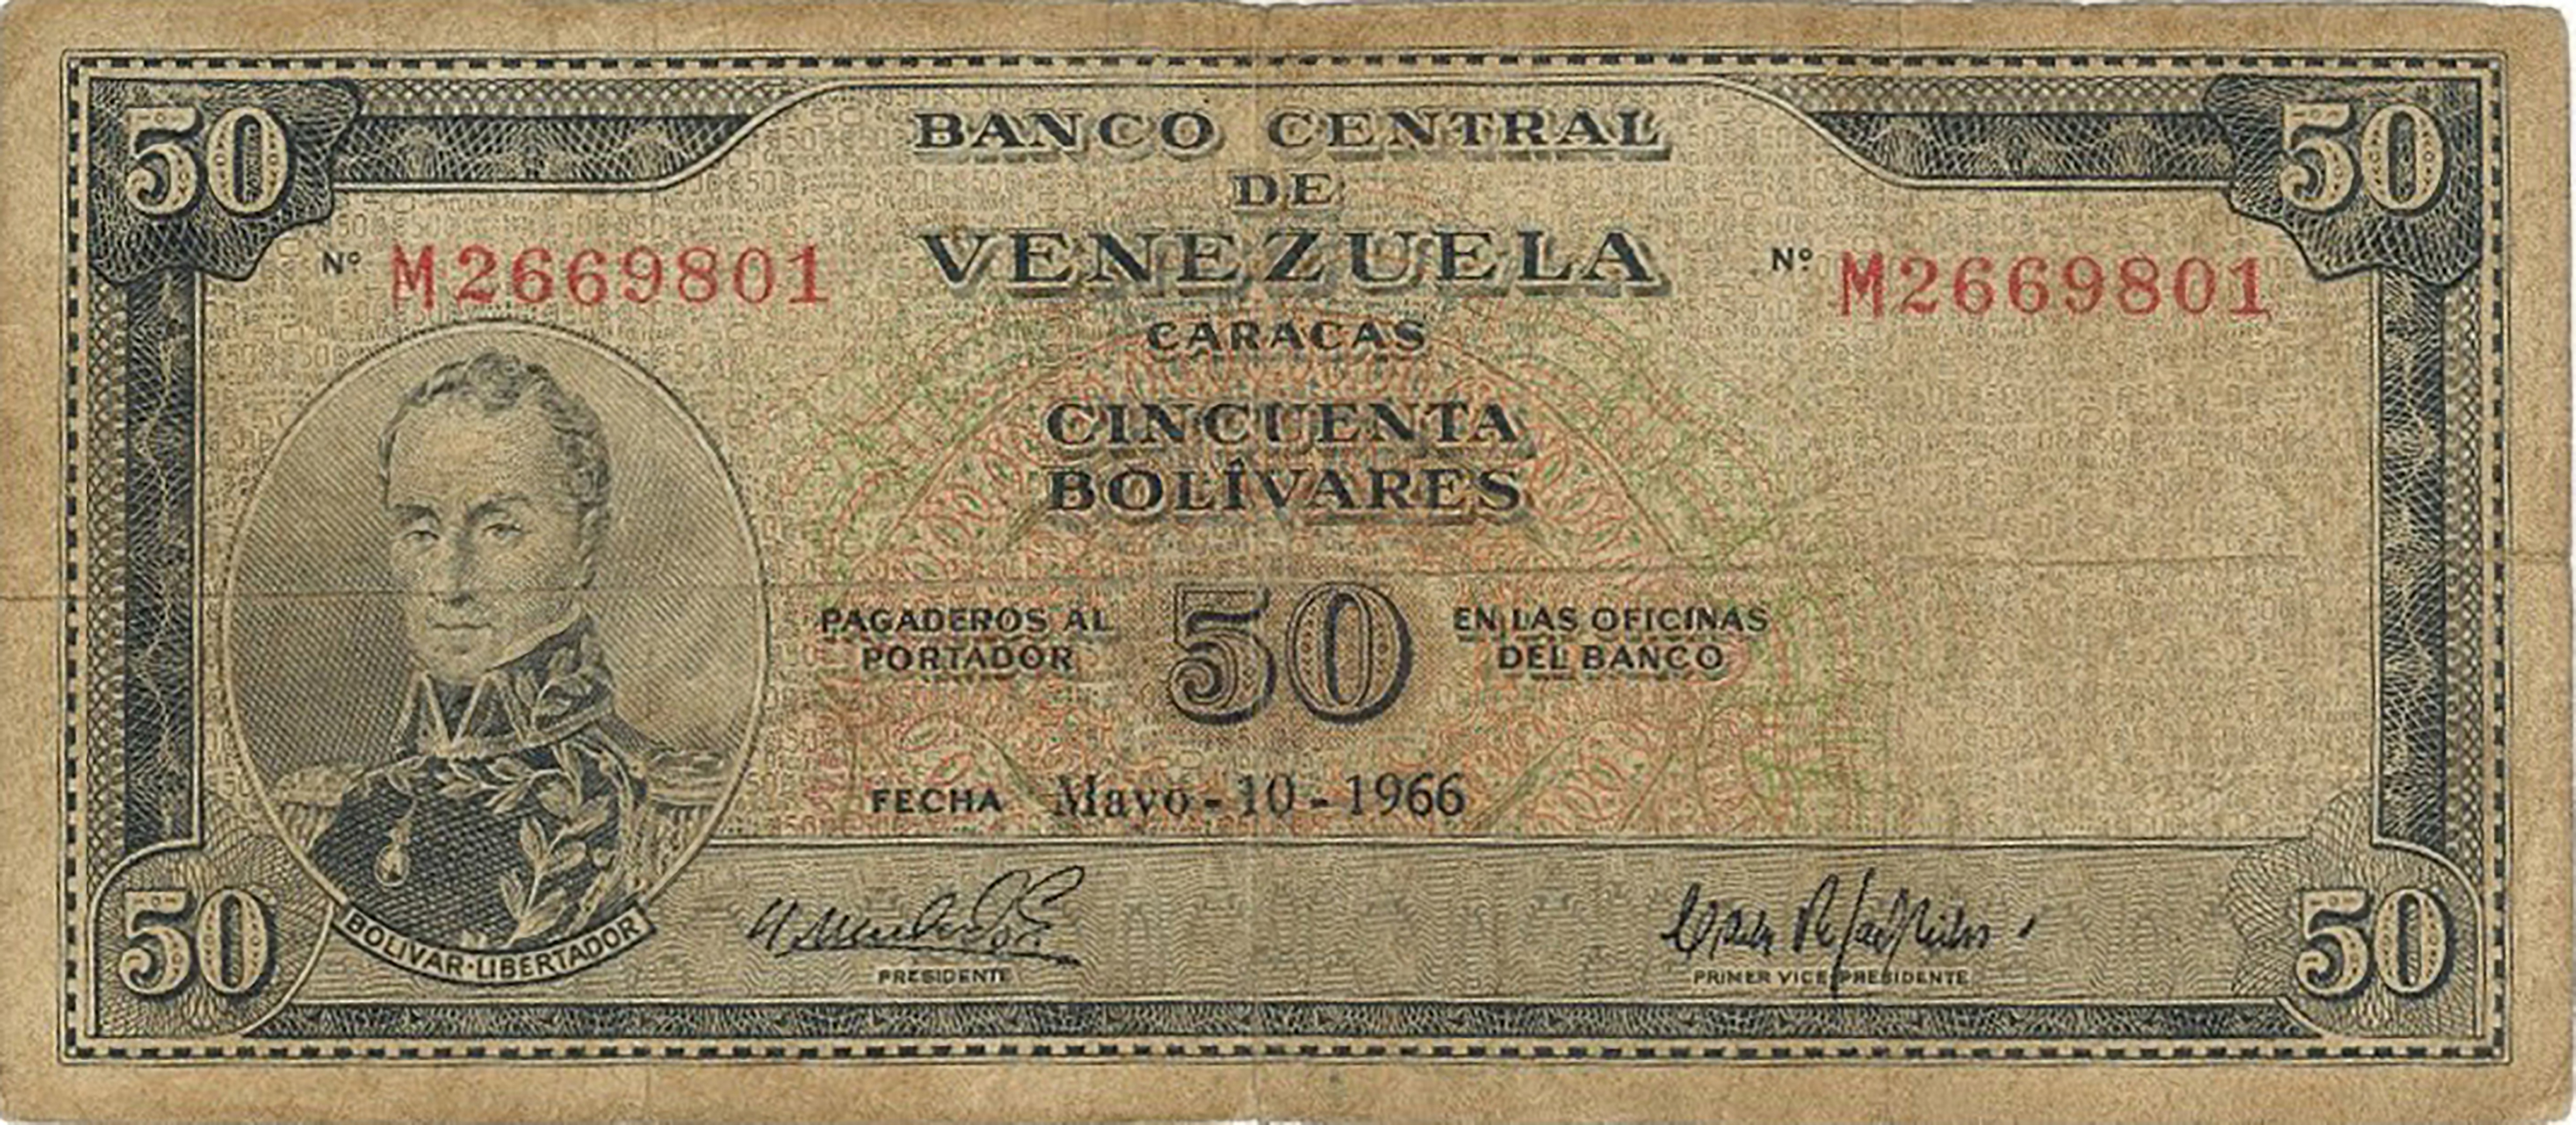 50
50
BANCO CENTRAL
DE
VENEZUELA
Nº M2669801
Nº M2669801
CARACAS
CINCUENTA
BOLÍVARES
PAGADEROS AL
PORTADOR
50
EN LAS OFICINAS
DEL BANCO
FECHA Mayo - 10 - 1966
BOLIVAR-LIBERTADOR
PRESIDENTE
PRIMER VICE-PRESIDENTE
50
50